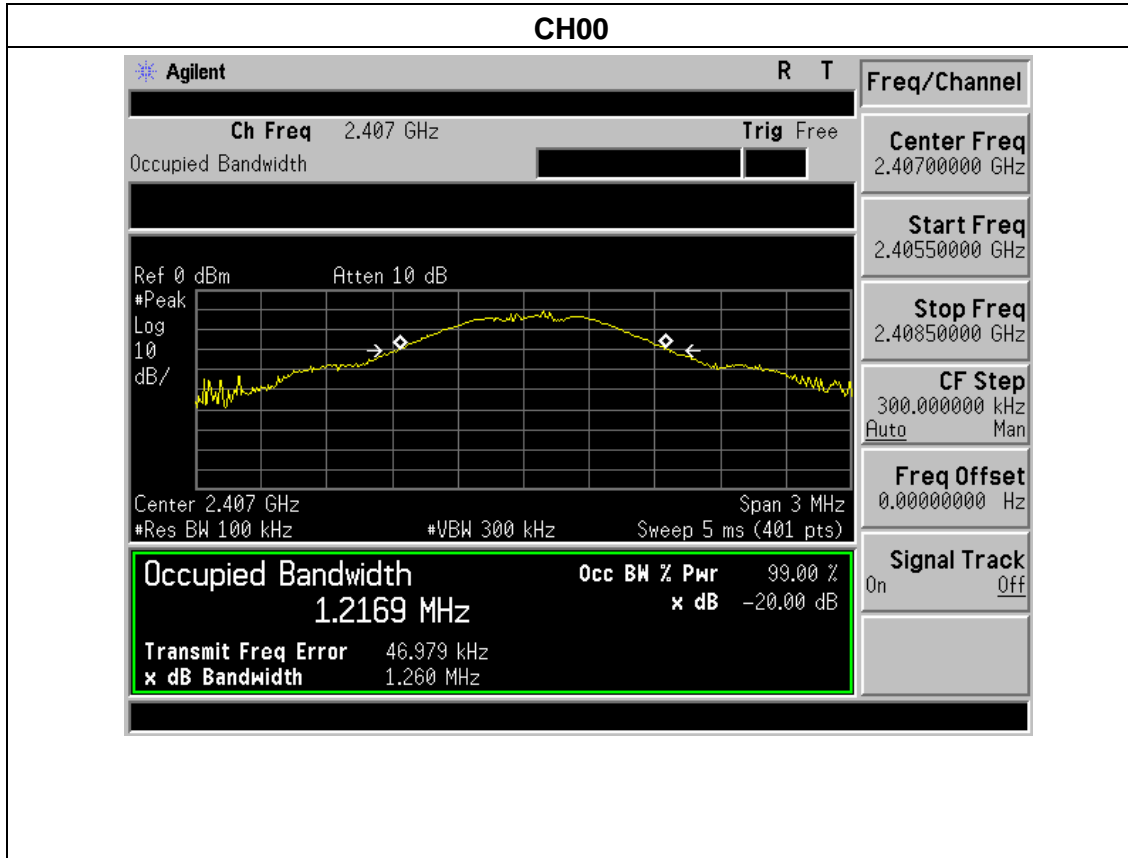 CH00
Agilent R T
Ch Freq 2.407 GHz Trig Free
Occupied Bandwidth
Ref 0 dBm Atten 10 dB
#Peak
Log
10
dB/
Center 2.407 GHz Span 3 MHz
#Res BW 100 kHz #VBW 300 kHz Sweep 5 ms (401 pts)
Occupied Bandwidth Occ BW % Pwr 99.00 %
1.2169 MHz x dB -20.00 dB
Transmit Freq Error 46.979 kHz
x dB Bandwidth 1.260 MHz
Freq/Channel
Center Freq
2.40700000 GHz
Start Freq
2.40550000 GHz
Stop Freq
2.40850000 GHz
CF Step
300.000000 kHz
Auto Man
Freq Offset
0.00000000 Hz
Signal Track
On Off